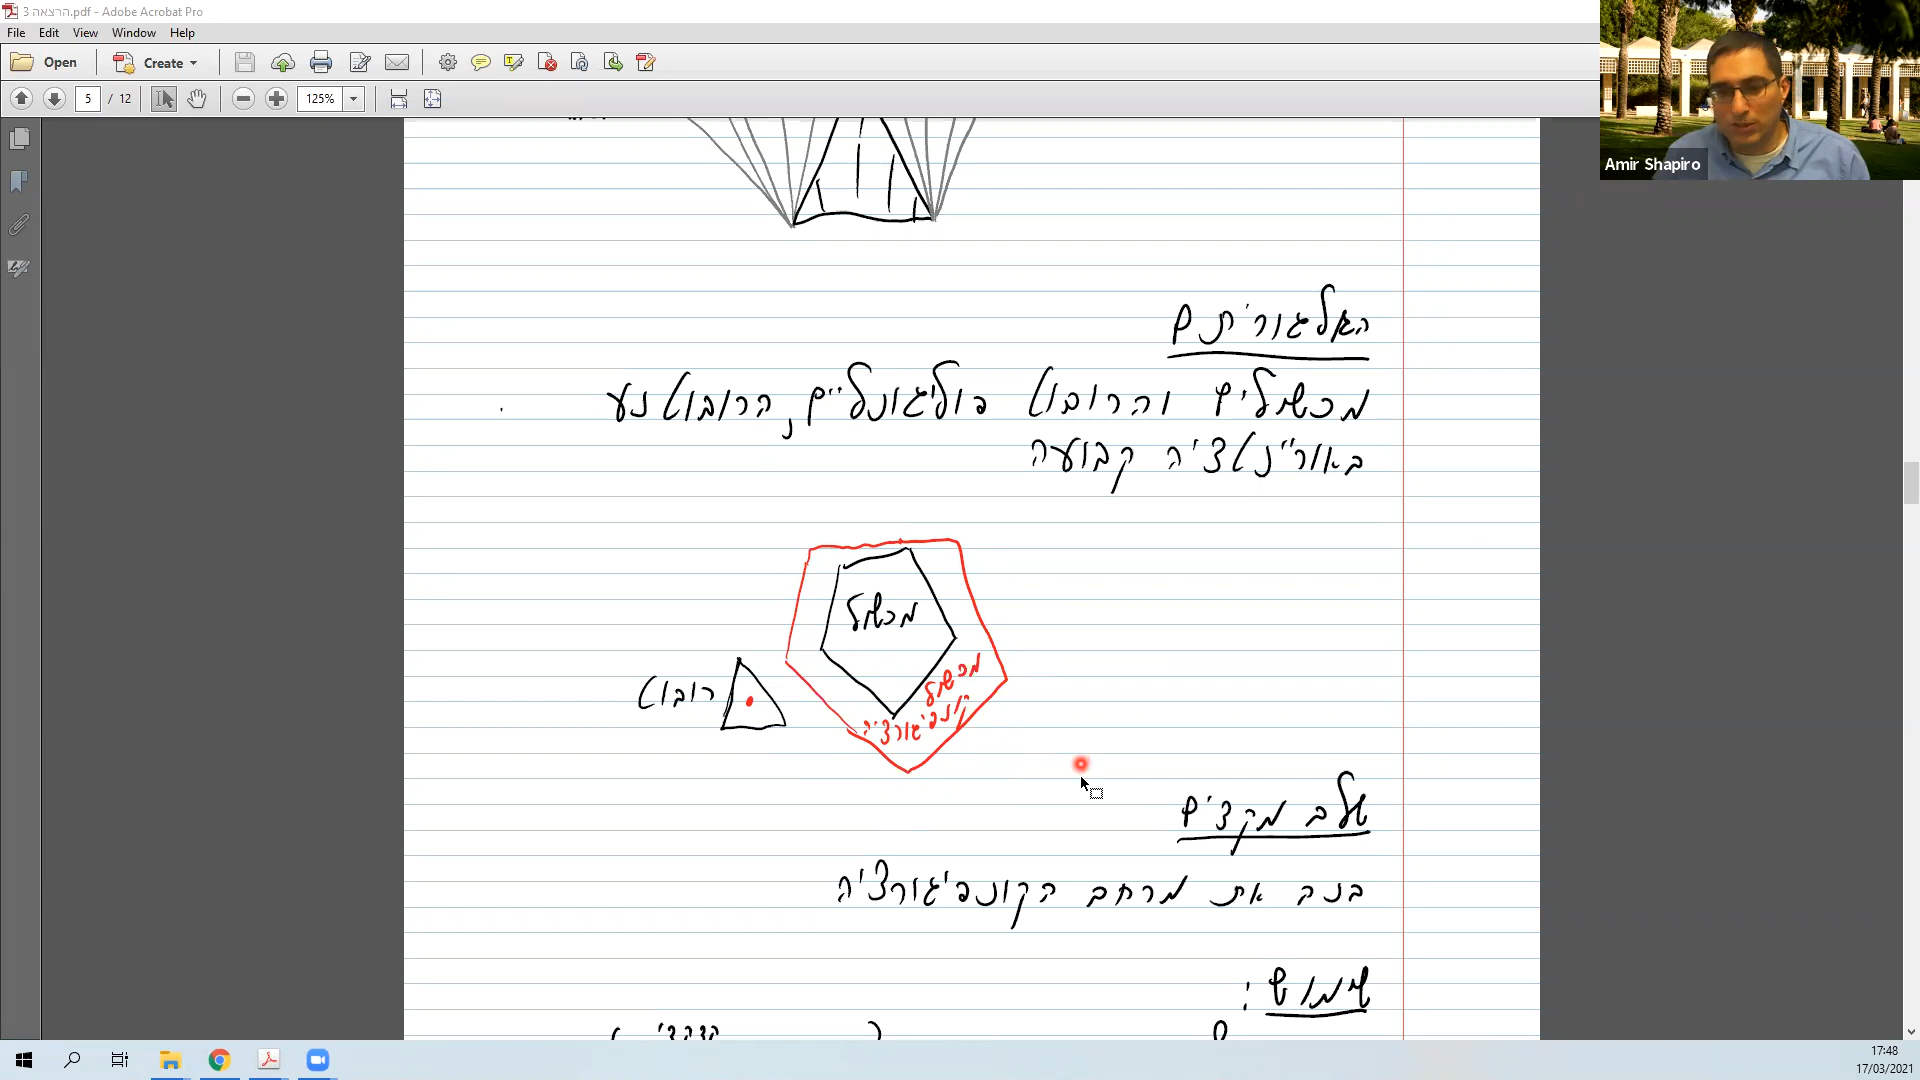 הרצאה 3.pdf - Adobe Acrobat Pro
File Edit View Window Help
Open Create
5 / 12 125%
Amir Shapiro
האלגוריתם
מכשולים והרובוט פוליגונליים, הרובוט נע
באוריינטציה קבועה
מכשול
רובוט
מכשול
קונפיגורציה
שלב מקדים
בנה את מרחב הקונפיגורציה
שימוש:
17:48
17/03/2021